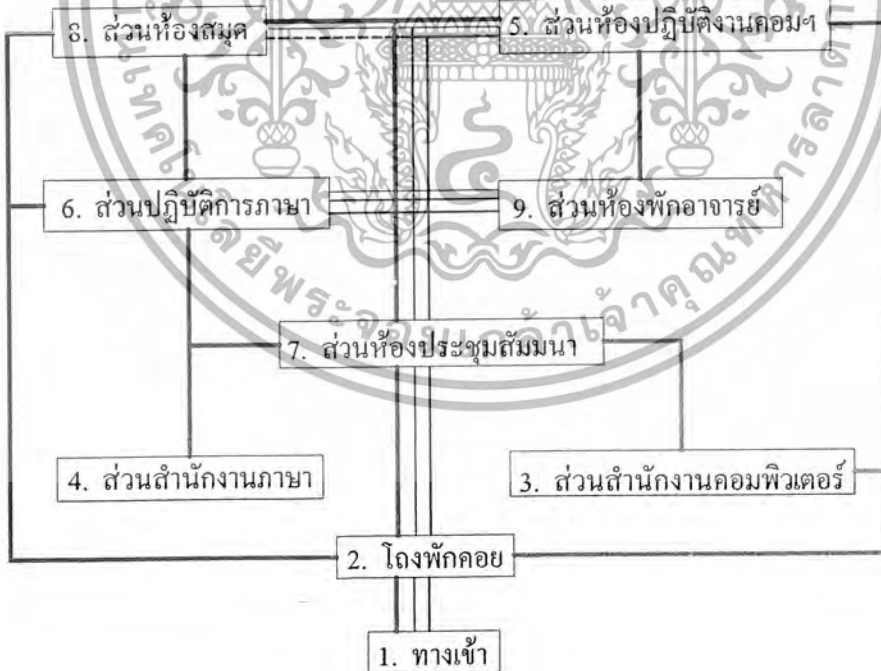 8. ส่วนห้องสมุด
5. ส่วนห้องปฏิบัติงานคอมฯ
6. ส่วนปฏิบัติการภาษา
9. ส่วนห้องพักอาจารย์
7. ส่วนห้องประชุมสัมมนา
4. ส่วนสำนักงานภาษา
3. ส่วนสำนักงานคอมพิวเตอร์
2. โถงพักคอย
1. ทางเข้า